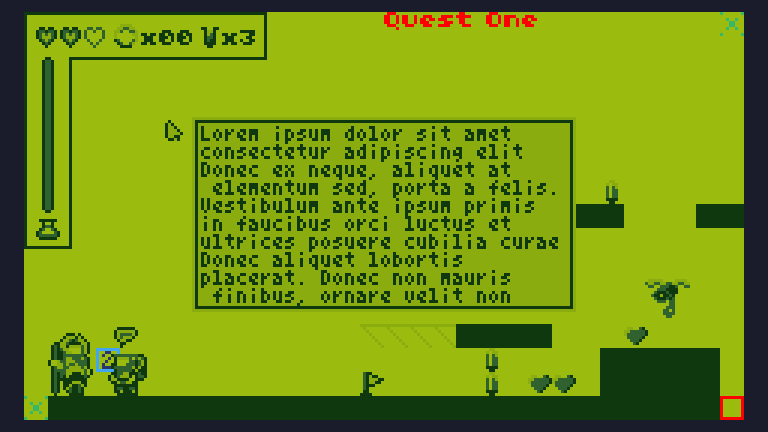 Quest One
x00 x3
Lorem ipsum dolor sit amet
consectetur adipiscing elit
Donec ex neque, aliquet at
elementum sed, porta a felis.
Vestibulum ante ipsum primis
in faucibus orci luctus et
ultrices posuere cubilia curae
Donec aliquet lobortis
placerat. Donec non mauris
finibus, ornare velit non